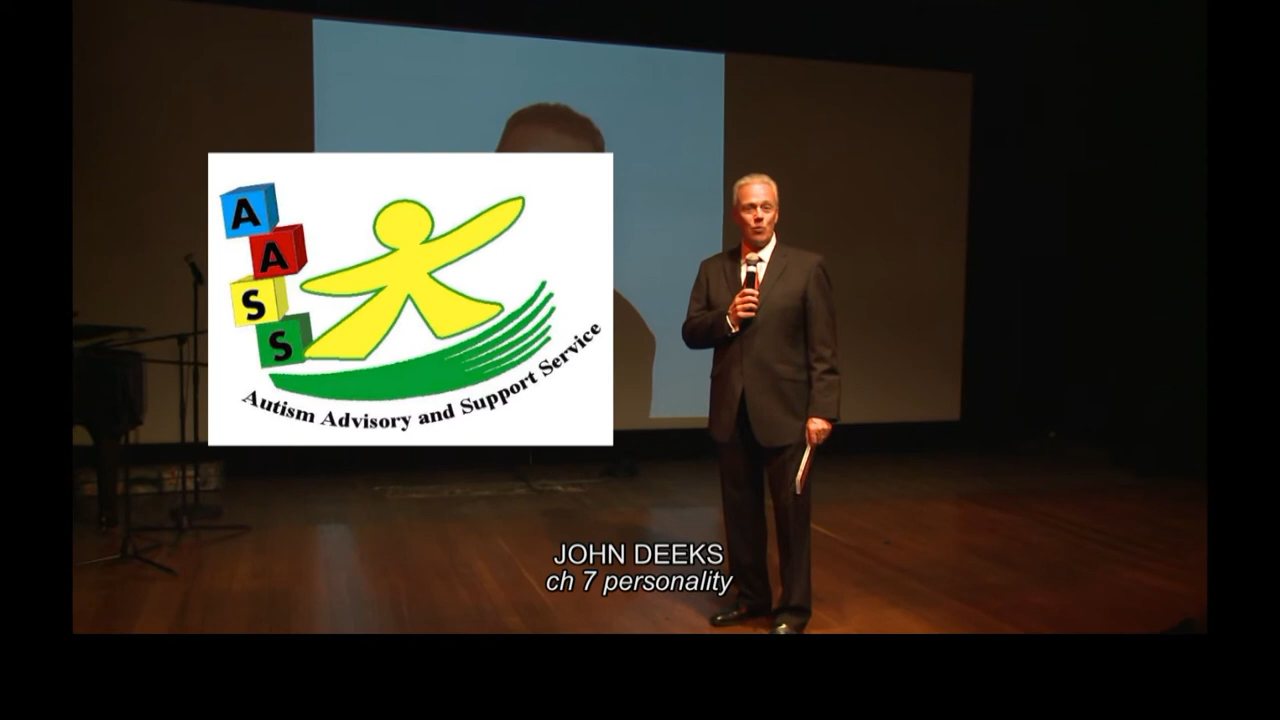 A
A
S
S
Autism Advisory and Support Service
JOHN DEEKS
ch 7 personality